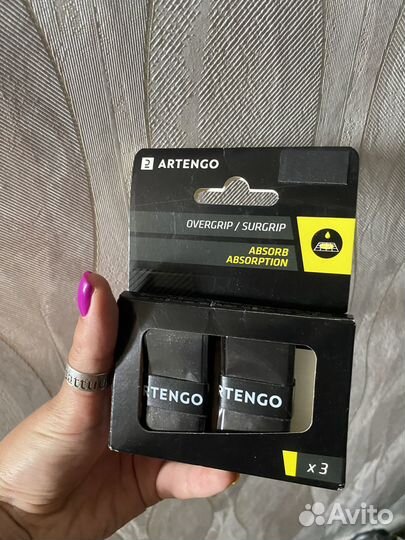 ARTENGO
OVERGRIP / SURGRIP
ABSORB
ABSORPTION
ARTENGO
ARTENGO
x 3
Avito